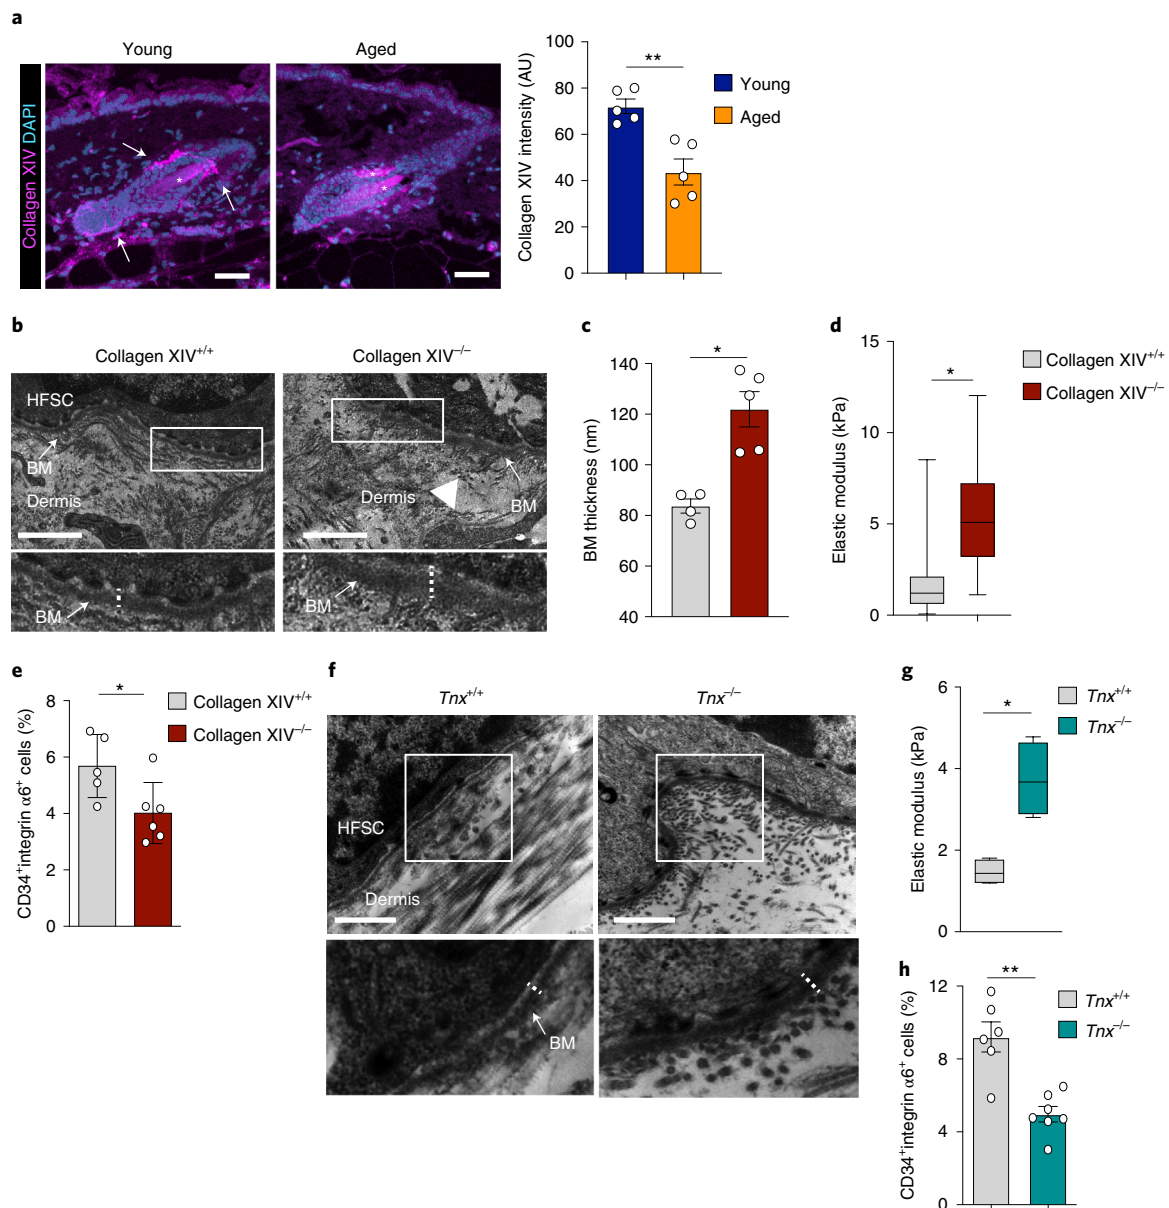 a
Young
Aged
Collagen XIV DAPI
*
*
*
Collagen XIV intensity (AU)
100
80
60
40
20
0
**
Young
Aged
b
Collagen XIV+/+
Collagen XIV−/−
HFSC
BM
Dermis
Dermis
BM
BM
BM
c
BM thickness (nm)
140
120
100
80
60
40
*
d
Elastic modulus (kPa)
15
10
5
0
*
Collagen XIV+/+
Collagen XIV−/−
e
CD34+integrin α6+ cells (%)
8
6
4
2
0
*
Collagen XIV+/+
Collagen XIV−/−
f
Tnx+/+
Tnx−/−
HFSC
Dermis
BM
g
Elastic modulus (kPa)
6
4
2
0
*
Tnx+/+
Tnx−/−
h
CD34+integrin α6+ cells (%)
12
8
4
0
**
Tnx+/+
Tnx−/−